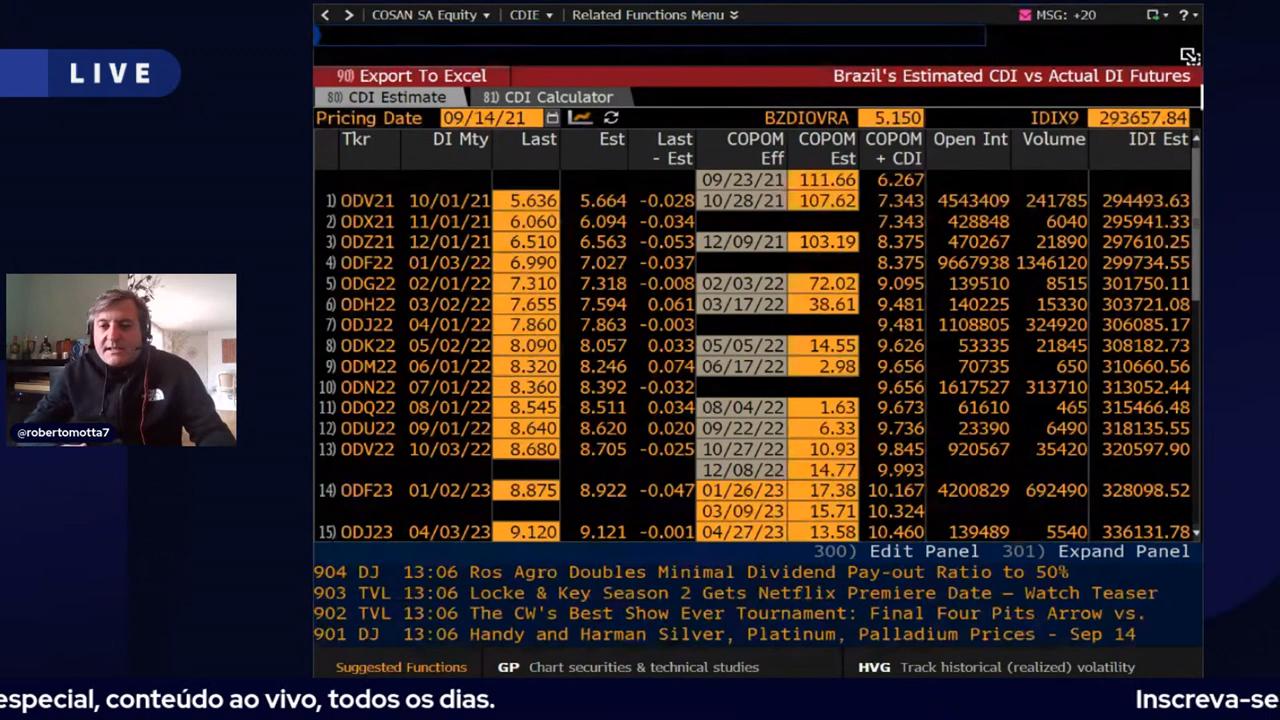 COSAN SA Equity CDIE Related Functions Menu MSG: +20 ?
LIVE
90) Export To Excel Brazil's Estimated CDI vs Actual DI Futures
80) CDI Estimate 81) CDI Calculator
Pricing Date 09/14/21 BZDIOVRA 5.150 IDIX9 293657.84
Tkr DI Mty Last Est Last COPOM COPOM COPOM Open Int Volume IDI Est
- Est Eff Est + CDI
09/23/21 111.66 6.267
1) ODV21 10/01/21 5.636 5.664 -0.028 10/28/21 107.62 7.343 4543409 241785 294493.63
2) ODX21 11/01/21 6.060 6.094 -0.034 7.343 428848 6040 295941.33
3) ODZ21 12/01/21 6.510 6.563 -0.053 12/09/21 103.19 8.375 470267 21890 297610.25
4) ODF22 01/03/22 6.990 7.027 -0.037 8.375 9667938 1346120 299734.55
5) ODG22 02/01/22 7.310 7.318 -0.008 02/03/22 72.02 9.095 139510 8515 301750.11
6) ODH22 03/02/22 7.655 7.594 0.061 03/17/22 38.61 9.481 140225 15330 303721.08
7) ODJ22 04/01/22 7.860 7.863 -0.003 9.481 1108805 324920 306085.17
8) ODK22 05/02/22 8.090 8.057 0.033 05/05/22 14.55 9.626 53335 21845 308182.73
9) ODM22 06/01/22 8.320 8.246 0.074 06/17/22 2.98 9.656 70735 650 310660.56
10) ODN22 07/01/22 8.360 8.392 -0.032 9.656 1617527 313710 313052.44
11) ODQ22 08/01/22 8.545 8.511 0.034 08/04/22 1.63 9.673 61610 465 315466.48
12) ODU22 09/01/22 8.640 8.620 0.020 09/22/22 6.33 9.736 23390 6490 318135.55
13) ODV22 10/03/22 8.680 8.705 -0.025 10/27/22 10.93 9.845 920567 35420 320597.90
12/08/22 14.77 9.993
14) ODF23 01/02/23 8.875 8.922 -0.047 01/26/23 17.38 10.167 4200829 692490 328098.52
03/09/23 15.71 10.324
15) ODJ23 04/03/23 9.120 9.121 -0.001 04/27/23 13.58 10.460 139489 5540 336131.78
@robertomotta7
300) Edit Panel 301) Expand Panel
904 DJ 13:06 Ros Agro Doubles Minimal Dividend Pay-out Ratio to 50%
903 TVL 13:06 Locke & Key Season 2 Gets Netflix Premiere Date – Watch Teaser
902 TVL 13:06 The CW's Best Show Ever Tournament: Final Four Pits Arrow vs.
901 DJ 13:06 Handy and Harman Silver, Platinum, Palladium Prices - Sep 14
Suggested Functions GP Chart securities & technical studies HVG Track historical (realized) volatility
especial, conteúdo ao vivo, todos os dias. Inscreva-se